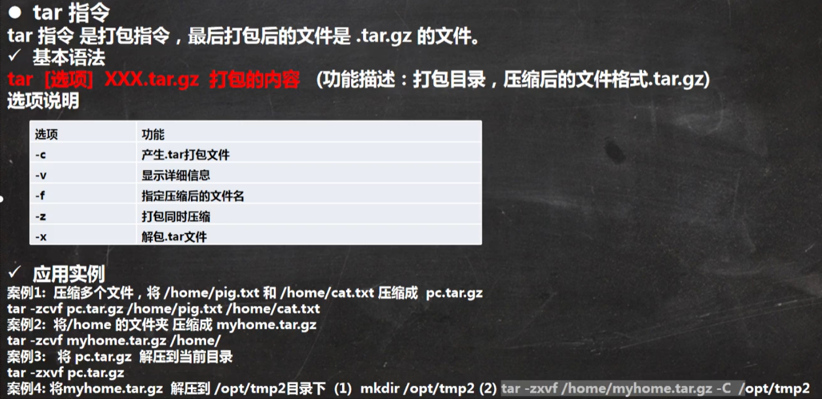 ● tar 指令
tar 指令 是打包指令，最后打包后的文件是 .tar.gz 的文件。
✓ 基本语法
tar [选项] XXX.tar.gz 打包的内容 (功能描述：打包目录，压缩后的文件格式.tar.gz)
选项说明
选项 功能
-c 产生.tar打包文件
-v 显示详细信息
-f 指定压缩后的文件名
-z 打包同时压缩
-x 解包.tar文件
✓ 应用实例
案例1: 压缩多个文件，将 /home/pig.txt 和 /home/cat.txt 压缩成 pc.tar.gz
tar -zcvf pc.tar.gz /home/pig.txt /home/cat.txt
案例2: 将/home 的文件夹 压缩成 myhome.tar.gz
tar -zcvf myhome.tar.gz /home/
案例3: 将 pc.tar.gz 解压到当前目录
tar -zxvf pc.tar.gz
案例4: 将myhome.tar.gz 解压到 /opt/tmp2目录下 (1) mkdir /opt/tmp2 (2) tar -zxvf /home/myhome.tar.gz -C /opt/tmp2